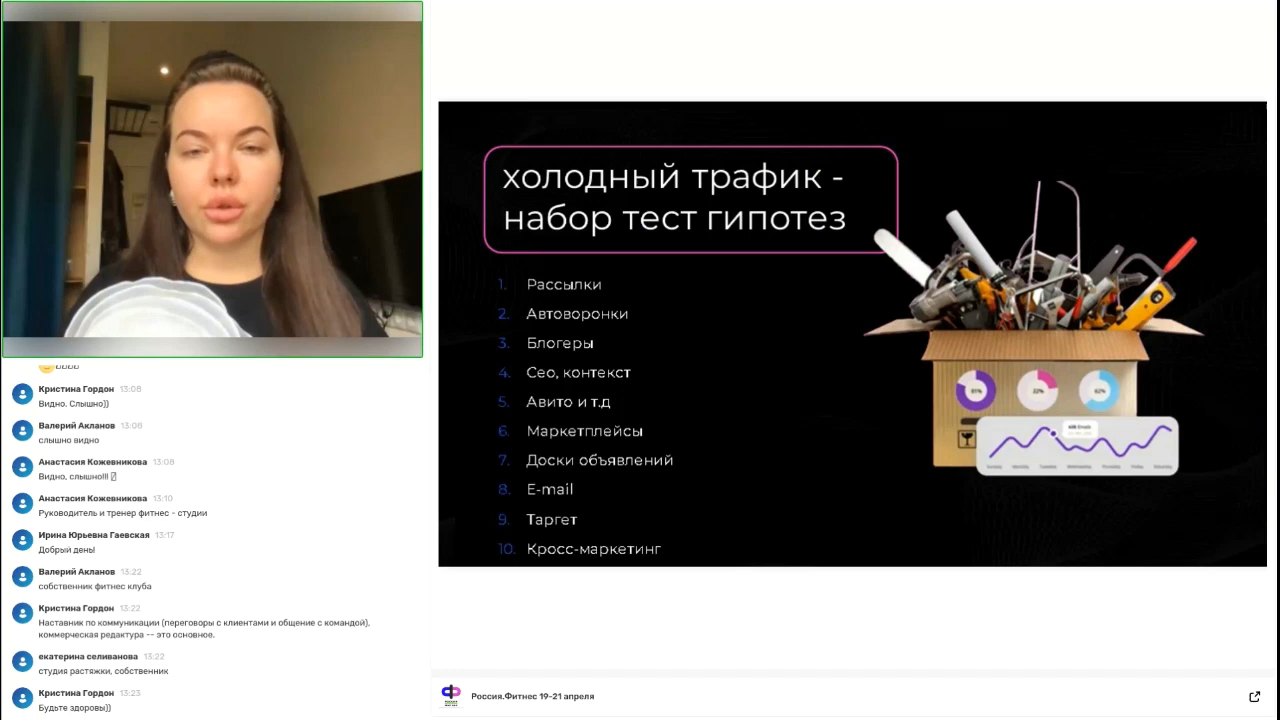 Кристина Гордон 13:08
Видно. Слышно))
Валерий Акланов 13:08
слышно видно
Анастасия Кожевникова 13:08
Видно, слышно!!!
Анастасия Кожевникова 13:10
Руководитель и тренер фитнес - студии
Ирина Юрьевна Гаевская 13:17
Добрый день!
Валерий Акланов 13:22
собственник фитнес клуба
Кристина Гордон 13:22
Наставник по коммуникации (переговоры с клиентами и общение с командой),
коммерческая редактура -- это основное.
екатерина селиванова 13:22
студия растяжки, собственник
Кристина Гордон 13:23
Будьте здоровы))
холодный трафик -
набор тест гипотез
1. Рассылки
2. Автоворонки
3. Блогеры
4. Сео, контекст
5. Авито и т.д
6. Маркетплейсы
7. Доски объявлений
8. E-mail
9. Таргет
10. Кросс-маркетинг
Россия.Фитнес 19-21 апреля